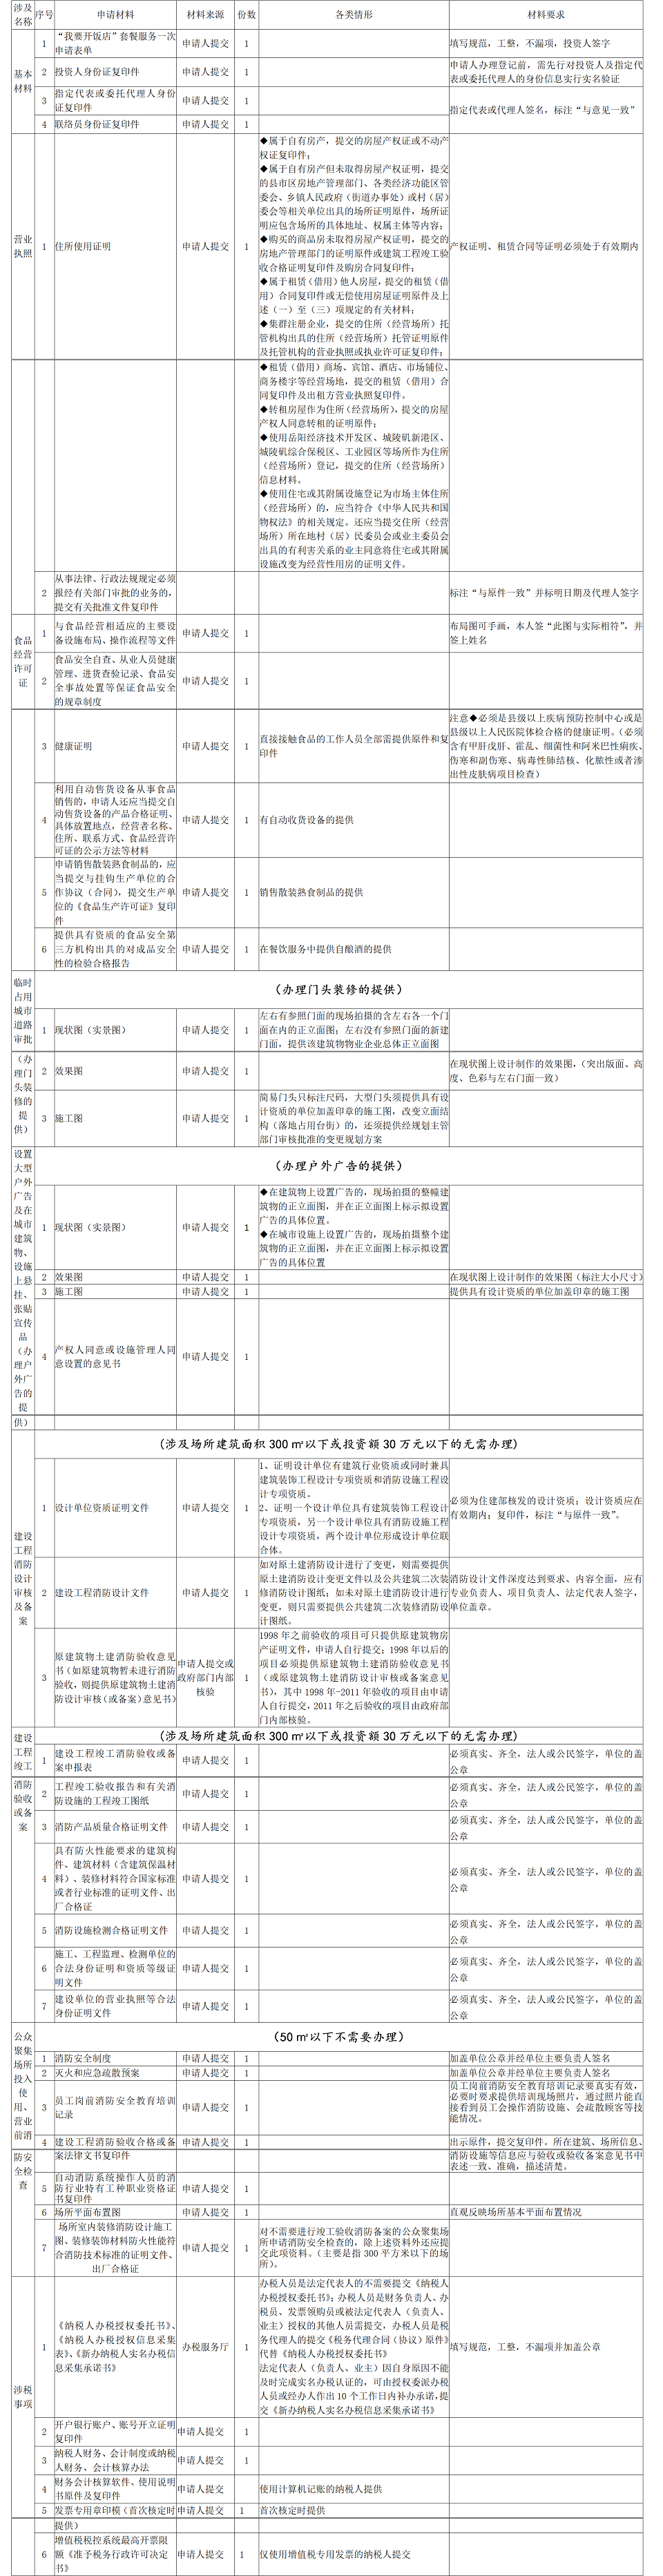 涉及名称 序号 申请材料 材料来源 份数 各类情形 材料要求
基本材料
1 “我要开饭店”套餐服务一次
申请表单 申请人提交 1 填写规范，工整，不漏项，投资人签字
2 投资人身份证复印件 申请人提交 1 申请人办理登记前，需先行对投资人及指定代
表或委托代理人的身份信息实行实名验证
3 指定代表或委托代理人身份
证复印件 申请人提交 1 指定代表或代理人签名，标注“与意见一致”
4 联络员身份证复印件 申请人提交 1
营业执照
1 住所使用证明 申请人提交 1
◆属于自有房产，提交的房屋产权证或不动产
权证复印件；
◆属于自有房产但未取得房屋产权证明，提交
的县市区房地产管理部门、各类经济功能区管
委会、乡镇人民政府（街道办事处）或村（居）
委会等相关单位出具的场所证明原件，场所证
明应包含场所的具体地址、权属主体等内容；
◆购买的商品房未取得房屋产权证明，提交的
房地产管理部门的证明原件或建筑工程竣工验
收合格证明复印件及购房合同复印件；
◆属于租赁（借用）他人房屋，提交的租赁（借
用）合同复印件或无偿使用房屋证明原件及上
述（一）至（三）项规定的有关材料；
◆集群注册企业，提交的住所（经营场所）托
管机构出具的住所（经营场所）托管证明原件
及托管机构的营业执照或执业许可证复印件；
产权证明、租赁合同等证明必须处于有效期内
◆租赁（借用）商场、宾馆、酒店、市场铺位、
商务楼宇等经营场地，提交的租赁（借用）合
同复印件及出租方营业执照复印件。
◆转租房屋作为住所（经营场所），提交的房屋
产权人同意转租的证明原件；
◆使用岳阳经济技术开发区、城陵矶新港区、
城陵矶综合保税区、工业园区等场所作为住所
（经营场所）登记，提交的住所（经营场所）
信息材料。
◆使用住宅或其附属设施登记为市场主体住所
（经营场所）的，应当符合《中华人民共和国
物权法》的相关规定。还应当提交住所（经营
场所）所在地村（居）民委员会或业主委员会
出具的有利害关系的业主同意将住宅或其附属
设施改变为经营性用房的证明文件。
2 从事法律、行政法规规定必须
报经有关部门审批的业务的，
提交有关批准文件复印件
标注“与原件一致”并标明日期及代理人签字
食品经营许可证
1 与食品经营相适应的主要设
备设施布局、操作流程等文件 申请人提交 1 布局图可手画，本人签“此图与实际相符”，并
签上姓名
2 食品安全自查、从业人员健康
管理、进货查验记录、食品安
全事故处置等保证食品安全
的规章制度 申请人提交 1
3 健康证明 申请人提交 1 直接接触食品的工作人员全部需提供原件和复
印件
注意◆必须是县级以上疾病预防控制中心或是
县级以上人民医院体检合格的健康证明。（必须
含有甲肝戊肝、霍乱、细菌性和阿米巴性痢疾、
伤寒和副伤寒、病毒性肺结核、化脓性或者渗
出性皮肤病项目检查）
4 利用自动售货设备从事食品
销售的，申请人还应当提交自
动售货设备的产品合格证明、
具体放置地点，经营者名称、
住所、联系方式、食品经营许
可证的公示方法等材料 申请人提交 1 有自动收货设备的提供
5 申请销售散装熟食制品的，应
当提交与挂钩生产单位的合
作协议（合同），提交生产单
位的《食品生产许可证》复印
件 申请人提交 1 销售散装熟食制品的提供
6 提供具有资质的食品安全第
三方机构出具的对成品安全
性的检验合格报告 申请人提交 1 在餐饮服务中提供自酿酒的提供
临时占用城市道路审批（办理门头装修的提供）
（办理门头装修的提供）
1 现状图（实景图） 申请人提交 1
左右有参照门面的现场拍摄的含左右各一个门
面在内的正立面图；左右没有参照门面的新建
门面，提供该建筑物物业企业总体正立面图
2 效果图 申请人提交 1 在现状图上设计制作的效果图，（突出版面、高
度、色彩与左右门面一致）
3 施工图 申请人提交 1
简易门头只标注尺码，大型门头须提供具有设
计资质的单位加盖印章的施工图，改变立面结
构（落地占用台街）的，还须提供经规划主管
部门审核批准的变更规划方案
设置大型户外广告及在城市建筑物、设施上悬挂、张贴宣传品（办理户外广告的提供）
（办理户外广告的提供）
1 现状图（实景图） 申请人提交 1
◆在建筑物上设置广告的，现场拍摄的整幢建
筑物的正立面图，并在正立面图上标示拟设置
广告的具体位置。
◆在城市设施上设置广告的，现场拍摄整个建
筑物的正立面图，并在正立面图上标示拟设置
广告的具体位置
2 效果图 申请人提交 1 在现状图上设计制作的效果图（标注大小尺寸）
3 施工图 申请人提交 1 提供具有设计资质的单位加盖印章的施工图
4 产权人同意或设施管理人同
意设置的意见书 申请人提交 1
建设工程消防设计审核及备案
(涉及场所建筑面积 300 ㎡以下或投资额 30 万元以下的无需办理)
1 设计单位资质证明文件 申请人提交 1
1、证明设计单位有建筑行业资质或同时兼具
建筑装饰工程设计专项资质和消防设施工程设
计专项资质。
2、证明一个设计单位具有建筑装饰工程设计
专项资质，另一个设计单位具有消防设施工程
设计专项资质，两个设计单位形成设计单位联
合体。
必须为住建部核发的设计资质；设计资质应在
有效期内；复印件，标注“与原件一致”。
2 建设工程消防设计文件 申请人提交 1
如对原土建消防设计进行了变更，则需要提供
原土建设计变更文件以及公共建筑二次装
修消防设计图纸；如未对原土建消防设计进行
变更，则只需要提供公共建筑二次装修消防设
计图纸。
消防设计文件深度达到要求、内容全面，应有
专业负责人、项目负责人、法定代表人签字，
单位盖章。
3 原建筑物土建消防验收意见
书（如原建筑物暂未进行消防
验收，则提供原建筑物土建消
防设计审核（或备案）意见书） 申请人提交或
政府部门内部
核验 1
1998 年之前验收的项目可只提供原建筑物房
产证明文件，申请人自行提交；1998 年以后的
项目必须提供原建筑物土建消防验收意见书
（或原建筑物土建消防设计审核或备案意见
书），其中 1998 年-2011 年验收的项目由申请
人自行提交，2011 年之后验收的项目由政府部
门内部核验。
建设工程竣工消防验收或备案
(涉及场所建筑面积 300 ㎡以下或投资额 30 万元以下的无需办理)
1 建设工程竣工消防验收或备
案申报表 申请人提交 1 必须真实、齐全，法人或公民签字，单位的盖
公章
2 工程竣工验收报告和有关消
防设施的工程竣工图纸 申请人提交 1 必须真实、齐全，法人或公民签字，单位的盖
公章
3 消防产品质量合格证明文件 申请人提交 1 必须真实、齐全，法人或公民签字，单位的盖
公章
4 具有防火性能要求的建筑构
件、建筑材料（含建筑保温材
料）、装修材料符合国家标准
或者行业标准的证明文件、出
厂合格证 申请人提交 1 必须真实、齐全，法人或公民签字，单位的盖
公章
5 消防设施检测合格证明文件 申请人提交 1 必须真实、齐全，法人或公民签字，单位的盖
公章
6 施工、工程监理、检测单位的
合法身份证明和资质等级证
明文件 申请人提交 1 必须真实、齐全，法人或公民签字，单位的盖
公章
7 建设单位的营业执照等合法
身份证明文件 申请人提交 1 必须真实、齐全，法人或公民签字，单位的盖
公章
公众聚集场所投入使用、营业前消防安全检查
（50 ㎡以下不需要办理）
1 消防安全制度 申请人提交 1 加盖单位公章并经单位主要负责人签名
2 灭火和应急疏散预案 申请人提交 1 加盖单位公章并经单位主要负责人签名
3 员工岗前消防安全教育培训
记录 申请人提交 1
员工岗前消防安全教育培训记录要真实有效，
必要时要求提供培训现场照片，通过照片能直
接看到员工会操作消防设施、会疏散顾客等技
能情况。
4 建设工程消防验收合格或备
案法律文书复印件 申请人提交 1 出示原件，提交复印件。所在建筑、场所信息、
消防设施等信息应与验收或验收备案意见书中
表述一致、准确，描述清楚。
5 自动消防系统操作人员的消
防行业特有工种职业资格证
书复印件 申请人提交 1
6 场所平面布置图 申请人提交 1 直观反映场所基本平面布置情况
7 场所室内装修消防设计施工
图、装修装饰材料防火性能符
合消防技术标准的证明文件、
出厂合格证 申请人提交 1
对不需要进行竣工验收消防备案的公众聚集场
所申请消防安全检查的，除上述资料外还应提
交此项资料。（主要是指 300 平方米以下的场
所）。
涉税事项
1 《纳税人办税授权委托书》、
《纳税人办税授权信息采集
表》、《新办纳税人实名办税信
息采集承诺书》 办税服务厅 1
办税人员是法定代表人的不需要提交《纳税人
办税授权委托书》；办税人员是财务负责人、办
税员、发票领购员或被法定代表人（负责人、
业主）授权的其他人员需提交，办税人员是税
务代理人的提交《税务代理合同（协议）原件》
代替《纳税人办税授权委托书》
法定代表人（负责人、业主）因自身原因不能
及时完成实名办税认证的，可由授权委派办税
人员或经办人作出 10 个工作日内补办承诺，提
交《新办纳税人实名办税信息采集承诺书》
填写规范，工整，不漏项并加盖公章
2 开户银行账户、账号开立证明
复印件 申请人提交 1
3 纳税人财务、会计制度或纳税
人财务、会计核算办法 申请人提交 1
4 财务会计核算软件、使用说明
书原件及复印件 申请人提交 使用计算机记账的纳税人提供
5 发票专用章印模（首次核定时
提供） 申请人提交 1 首次核定时提供
6 增值税税控系统最高开票限
额《准予税务行政许可决定
书》 申请人提交 1 仅使用增值税专用发票的纳税人提交